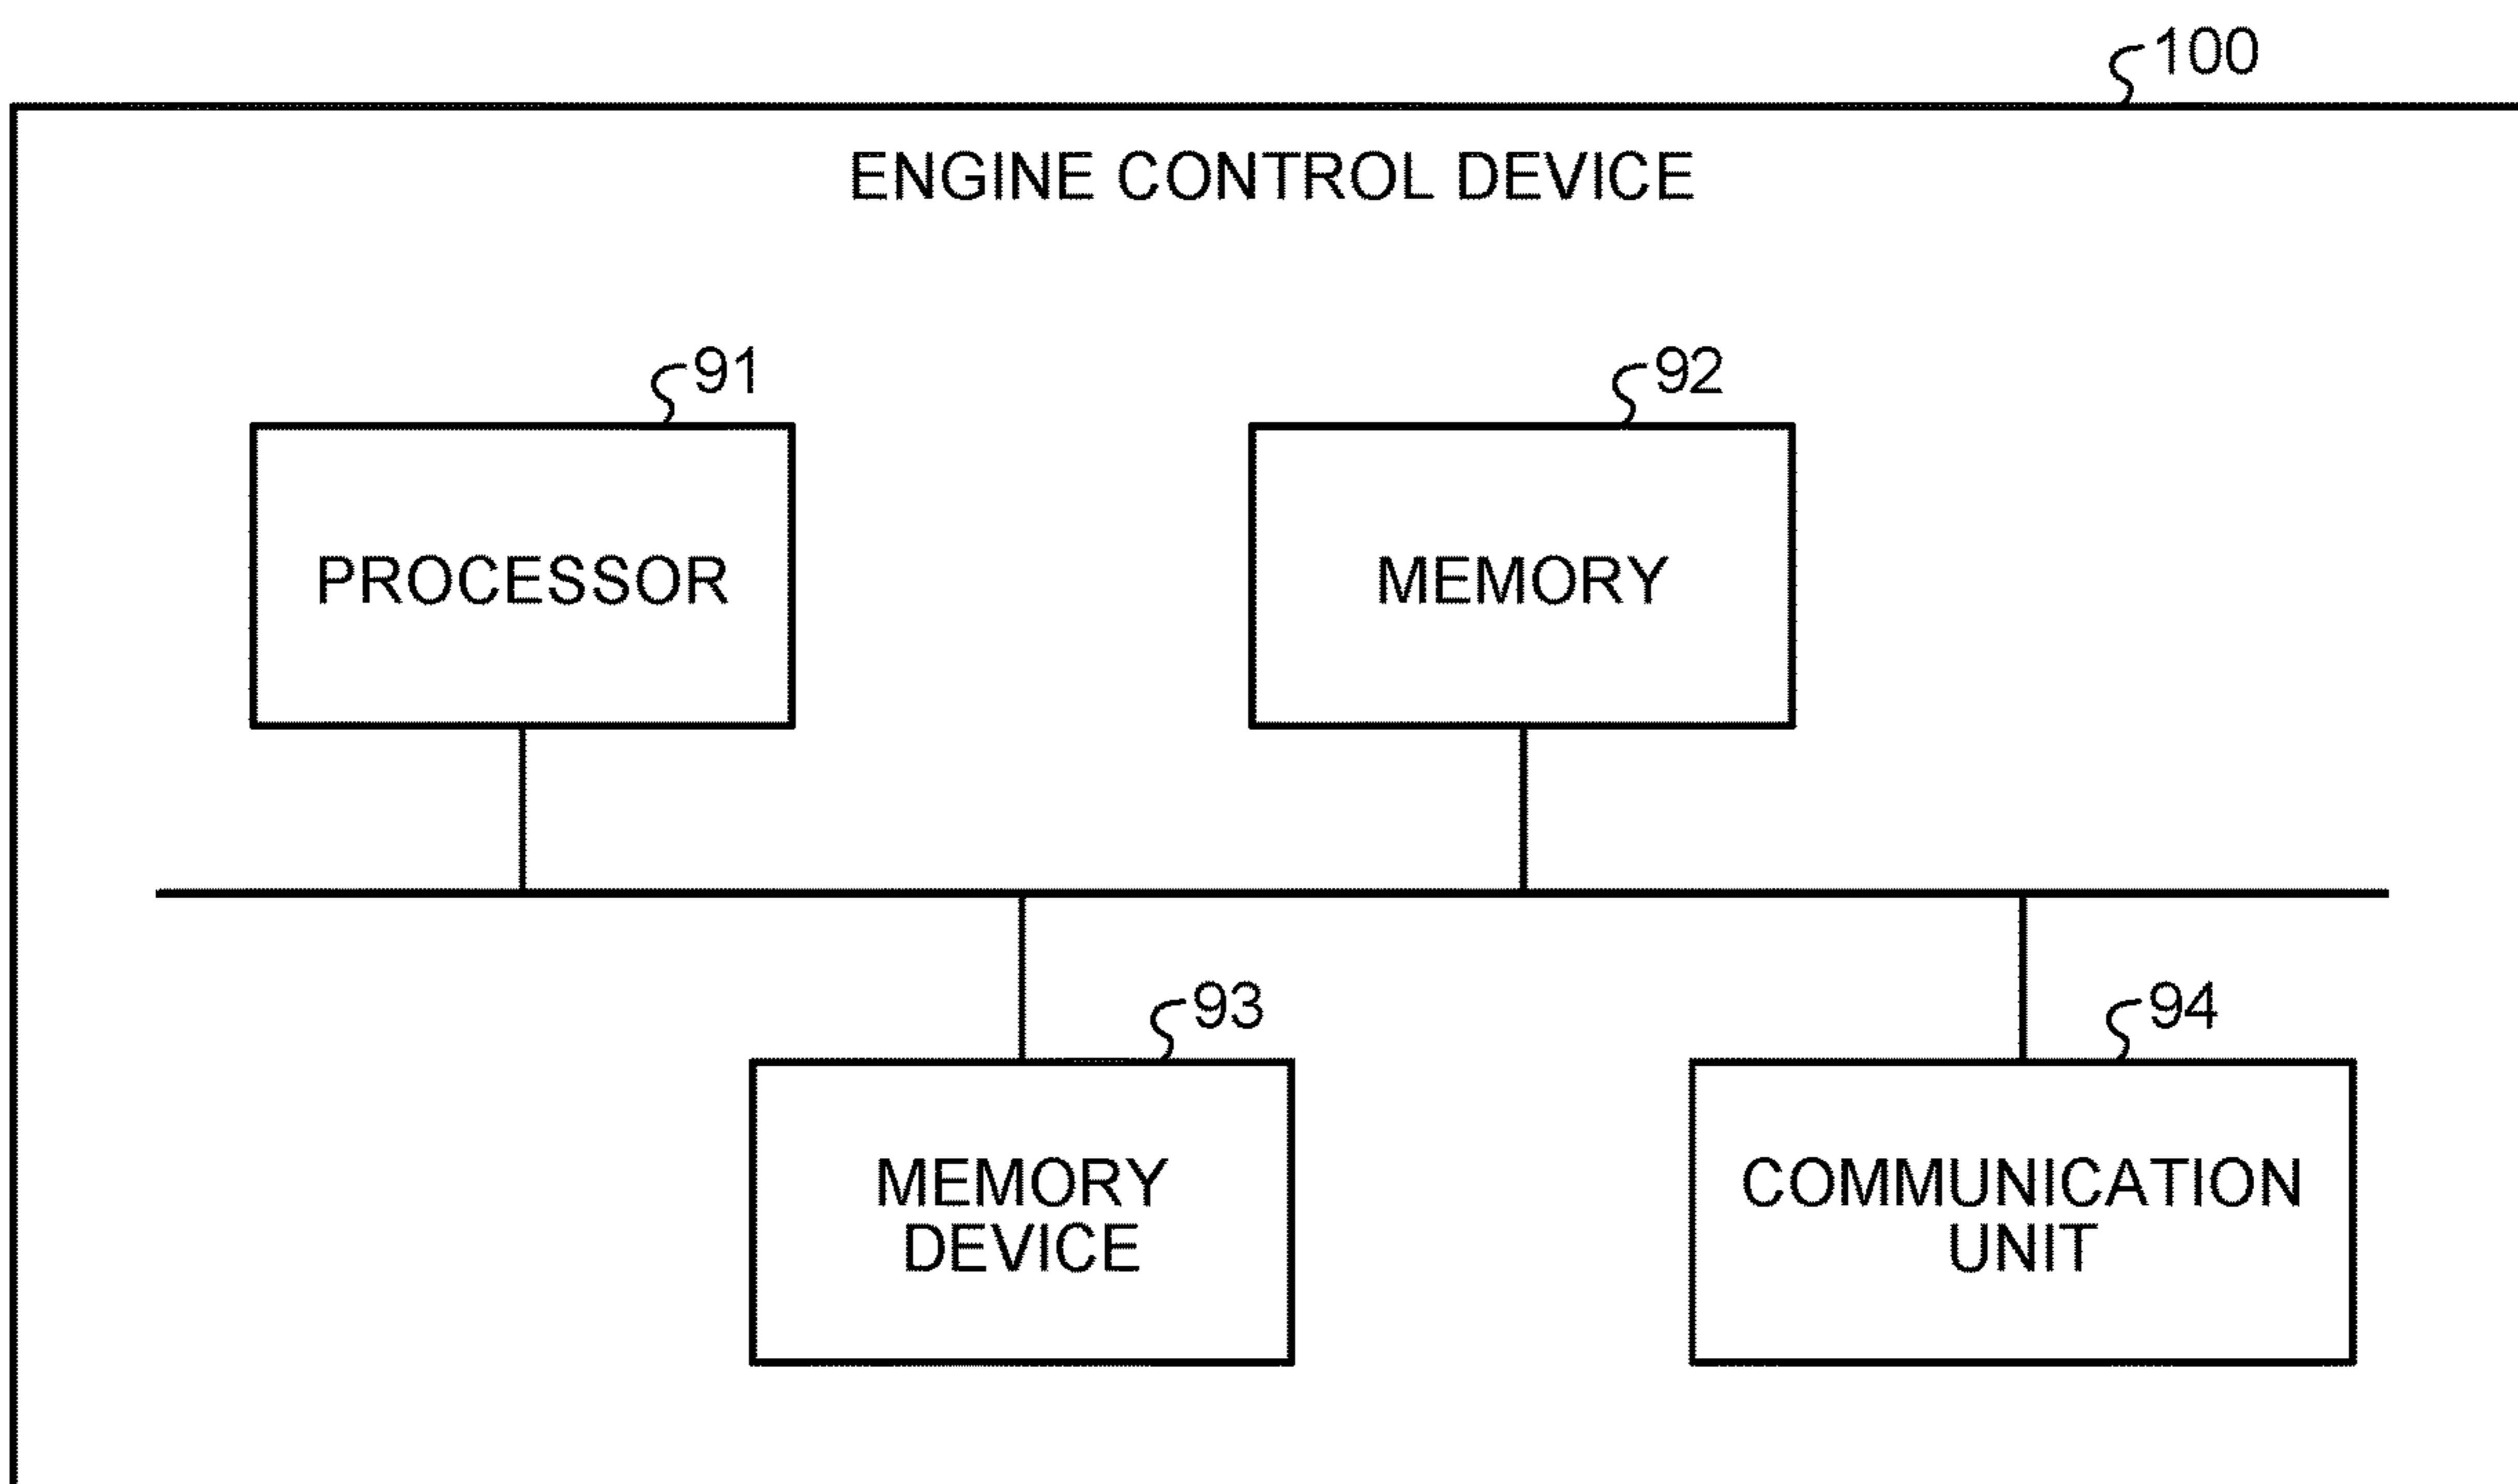 100
ENGINE CONTROL DEVICE
91
92
PROCESSOR
MEMORY
93
94
MEMORY
DEVICE
COMMUNICATION
UNIT